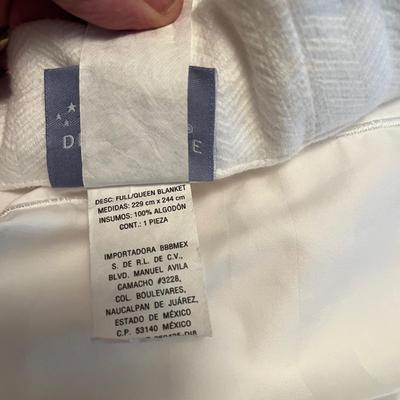 DESC: FULL/QUEEN BLANKET
MEDIDAS: 229 cm x 244 cm
INSUMOS: 100% ALGODÓN
CONT.: 1 PIEZA
IMPORTADORA BBBMEX
S. DE R.L. DE C.V.,
BLVD. MANUEL AVILA
CAMACHO #3228,
COL. BOULEVARES,
NAUCALPAN DE JUÁREZ,
ESTADO DE MÉXICO
C.P. 53140 MÉXICO